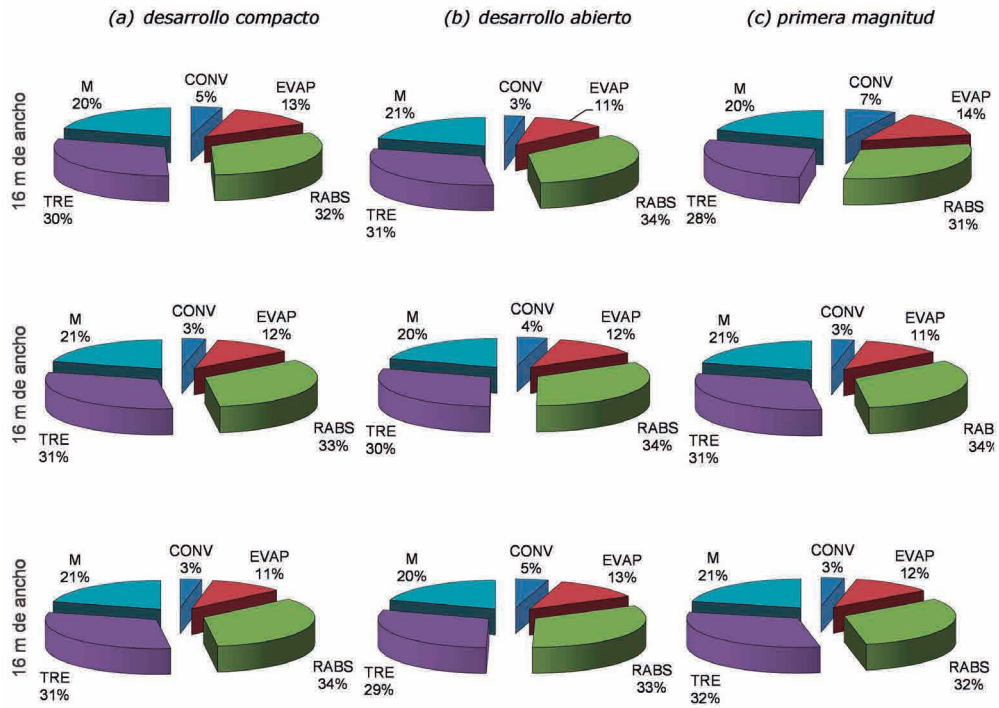 (a) desarrollo compacto
(b) desarrollo abierto
(c) primera magnitud
16 m de ancho
M
20%
CONV
5%
EVAP
13%
RABS
32%
TRE
30%
M
21%
CONV
3%
EVAP
11%
RABS
34%
TRE
31%
M
20%
CONV
7%
EVAP
14%
RABS
31%
TRE
28%
16 m de ancho
M
21%
CONV
3%
EVAP
12%
RABS
33%
TRE
31%
M
20%
CONV
4%
EVAP
12%
RABS
34%
TRE
30%
M
21%
CONV
3%
EVAP
11%
RAB
34%
TRE
31%
16 m de ancho
M
21%
CONV
3%
EVAP
11%
RABS
34%
TRE
31%
M
20%
CONV
5%
EVAP
13%
RABS
33%
TRE
29%
M
21%
CONV
3%
EVAP
12%
RABS
32%
TRE
32%